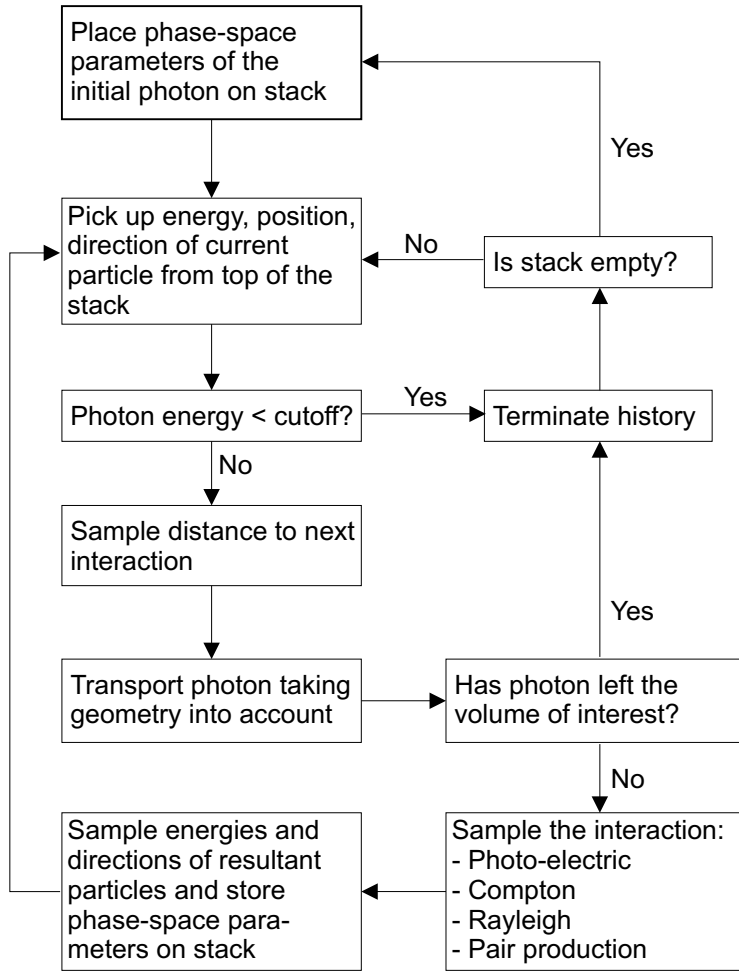 Place phase-space
parameters of the
initial photon on stack
Yes
Pick up energy, position,
direction of current
particle from top of the
stack
No
Is stack empty?
Photon energy < cutoff?
Yes
Terminate history
No
Sample distance to next
interaction
Yes
Transport photon taking
geometry into account
Has photon left the
volume of interest?
No
Sample energies and
directions of resultant
particles and store
phase-space para-
meters on stack
Sample the interaction:
- Photo-electric
- Compton
- Rayleigh
- Pair production